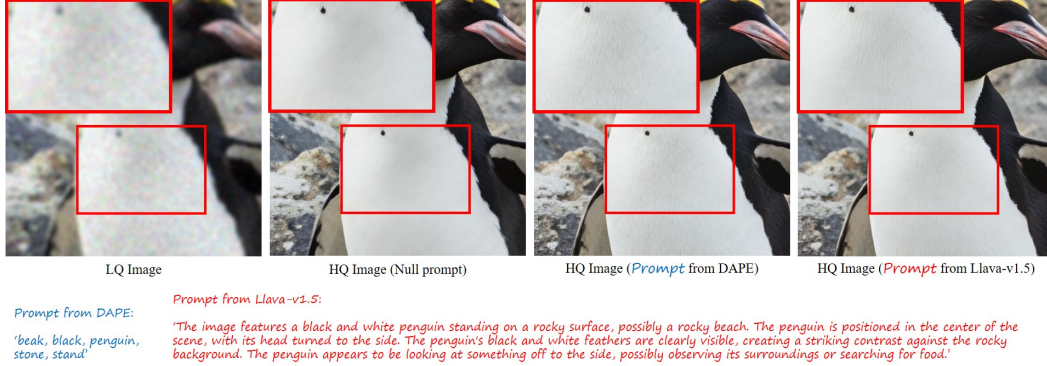 LQ Image
HQ Image (Null prompt)
HQ Image (Prompt from DAPE)
HQ Image (Prompt from Llava-v1.5)
Prompt from DAPE:
'beak, black, penguin,
stone, stand'
Prompt from Llava-v1.5:
'The image features a black and white penguin standing on a rocky surface, possibly a rocky beach. The penguin is positioned in the center of the
scene, with its head turned to the side. The penguin's black and white feathers are clearly visible, creating a striking contrast against the rocky
background. The penguin appears to be looking at something off to the side, possibly observing its surroundings or searching for food.'